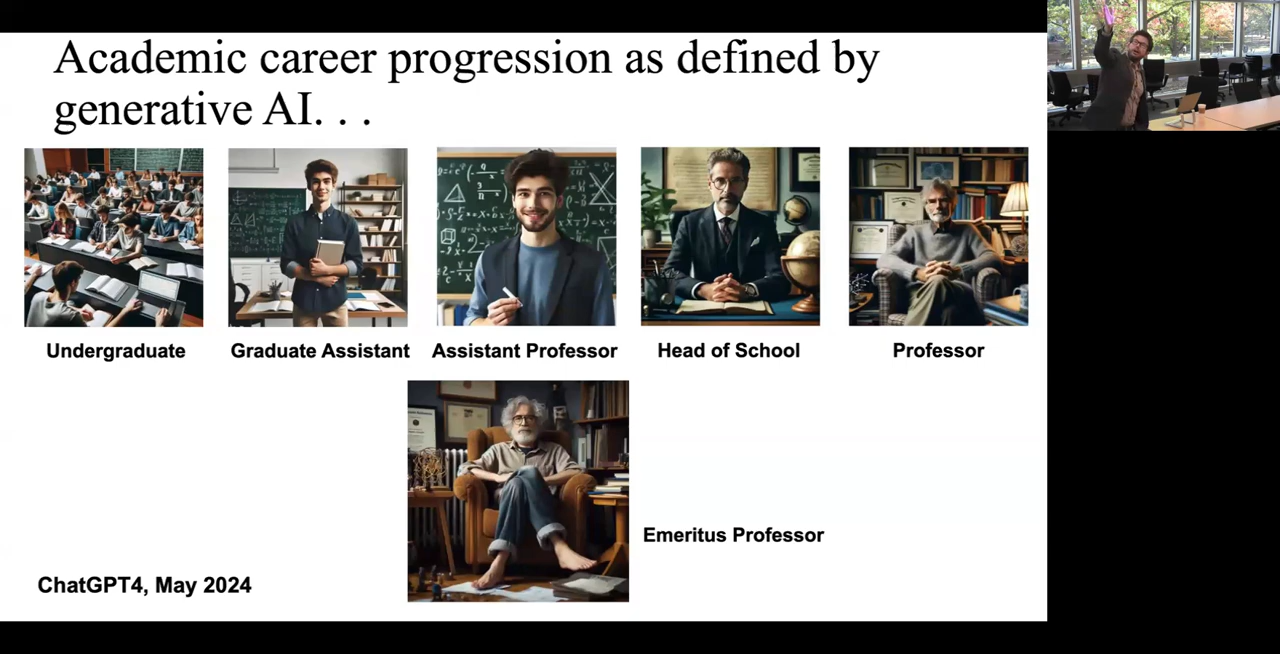 Academic career progression as defined by
generative AI. . .
Undergraduate
Graduate Assistant
Assistant Professor
Head of School
Professor
Emeritus Professor
ChatGPT4, May 2024